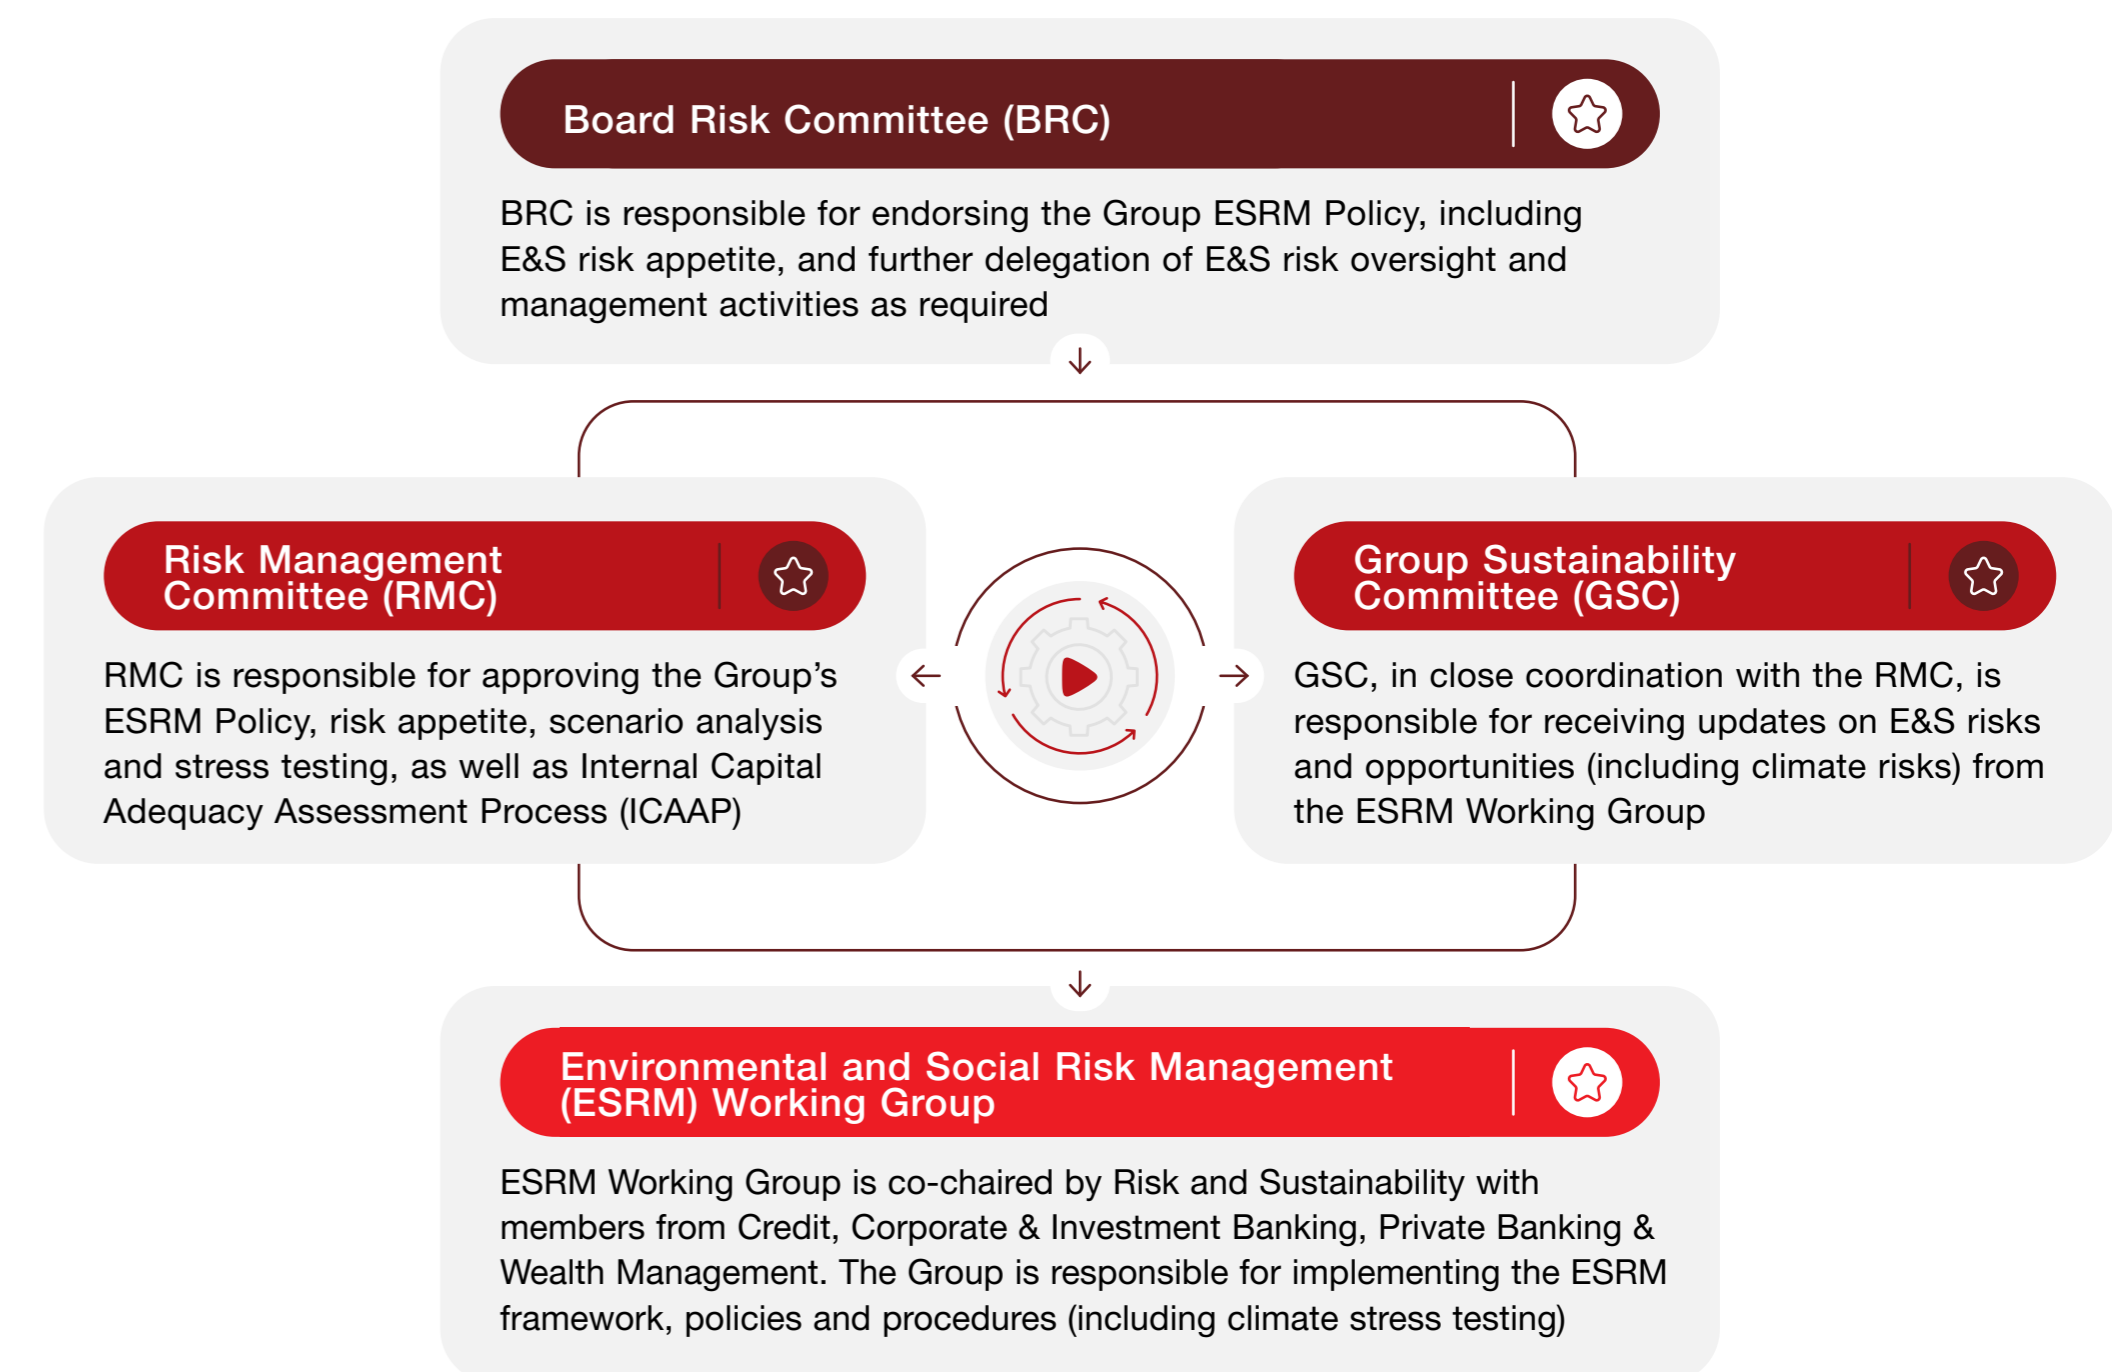 Board Risk Committee (BRC)
BRC is responsible for endorsing the Group ESRM Policy, including
E&S risk appetite, and further delegation of E&S risk oversight and
management activities as required
Risk Management
Committee (RMC)
RMC is responsible for approving the Group’s
ESRM Policy, risk appetite, scenario analysis
and stress testing, as well as Internal Capital
Adequacy Assessment Process (ICAAP)
Group Sustainability
Committee (GSC)
GSC, in close coordination with the RMC, is
responsible for receiving updates on E&S risks
and opportunities (including climate risks) from
the ESRM Working Group
Environmental and Social Risk Management
(ESRM) Working Group
ESRM Working Group is co-chaired by Risk and Sustainability with
members from Credit, Corporate & Investment Banking, Private Banking &
Wealth Management. The Group is responsible for implementing the ESRM
framework, policies and procedures (including climate stress testing)